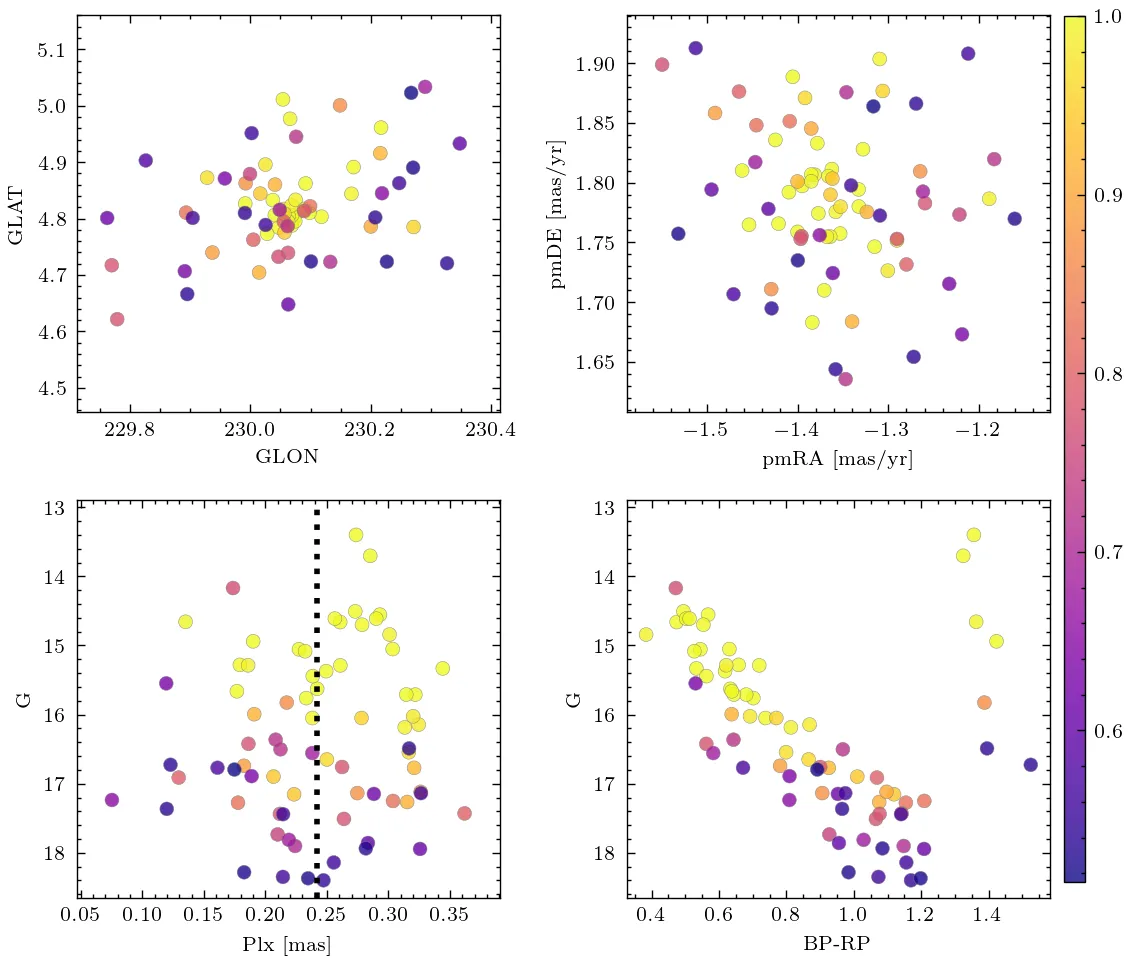 5.1
5.0
4.9
4.8
4.7
4.6
4.5
GLAT
229.8 230.0 230.2 230.4
GLON
1.90
1.85
1.80
1.75
1.70
1.65
pmDE [mas/yr]
−1.5 −1.4 −1.3 −1.2
pmRA [mas/yr]
13
14
15
16
17
18
G
0.05 0.10 0.15 0.20 0.25 0.30 0.35
Plx [mas]
13
14
15
16
17
18
G
0.4 0.6 0.8 1.0 1.2 1.4
BP-RP
1.0
0.9
0.8
0.7
0.6